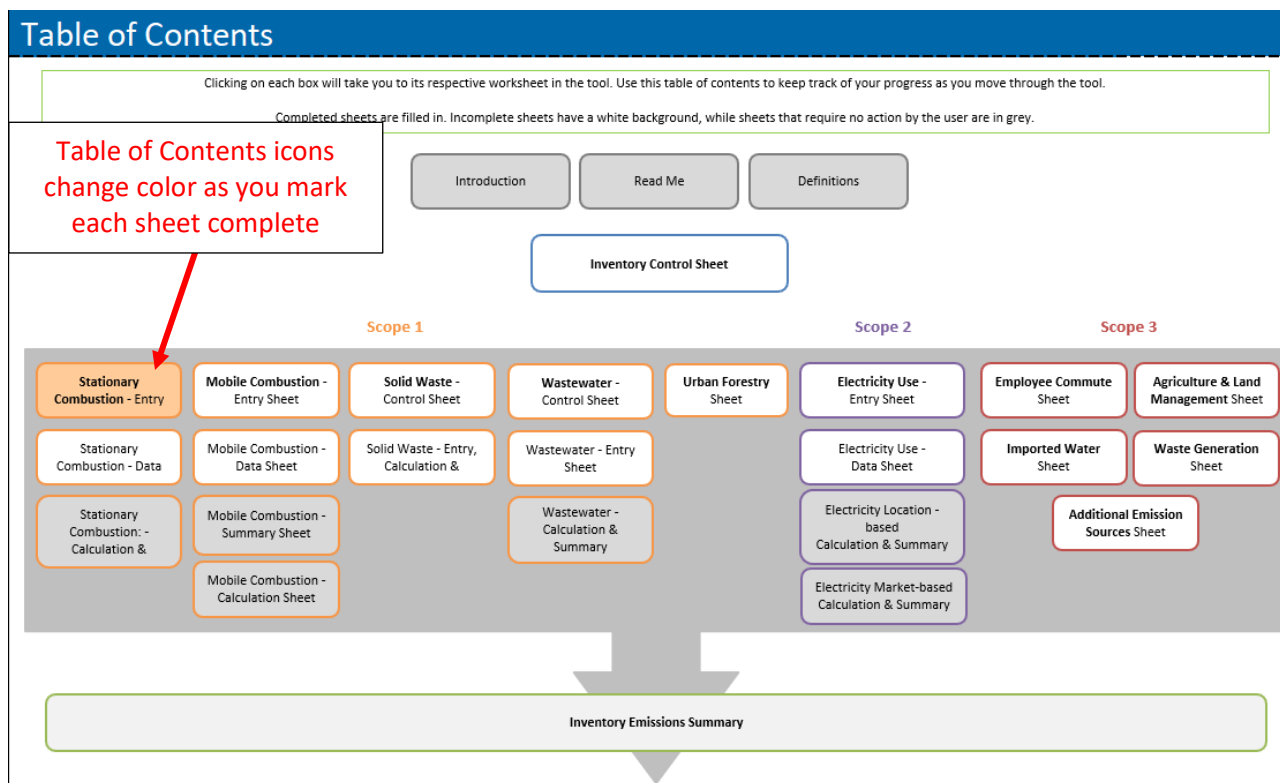 Table of Contents
Clicking on each box will take you to its respective worksheet in the tool. Use this table of contents to keep track of your progress as you move through the tool.
Completed sheets are filled in. Incomplete sheets have a white background, while sheets that require no action by the user are in grey.
Table of Contents icons
change color as you mark
each sheet complete
Introduction
Read Me
Definitions
Inventory Control Sheet
Scope 1
Scope 2
Scope 3
Stationary
Combustion - Entry
Mobile Combustion -
Entry Sheet
Solid Waste -
Control Sheet
Wastewater -
Control Sheet
Urban Forestry
Sheet
Electricity Use -
Entry Sheet
Employee Commute
Sheet
Agriculture & Land
Management Sheet
Stationary
Combustion - Data
Mobile Combustion -
Data Sheet
Solid Waste - Entry,
Calculation &
Wastewater - Entry
Sheet
Electricity Use -
Data Sheet
Imported Water
Sheet
Waste Generation
Sheet
Stationary
Combustion: -
Calculation &
Mobile Combustion -
Summary Sheet
Wastewater -
Calculation &
Summary
Electricity Location -
based
Calculation & Summary
Additional Emission
Sources Sheet
Mobile Combustion -
Calculation Sheet
Electricity Market-based
Calculation & Summary
Inventory Emissions Summary